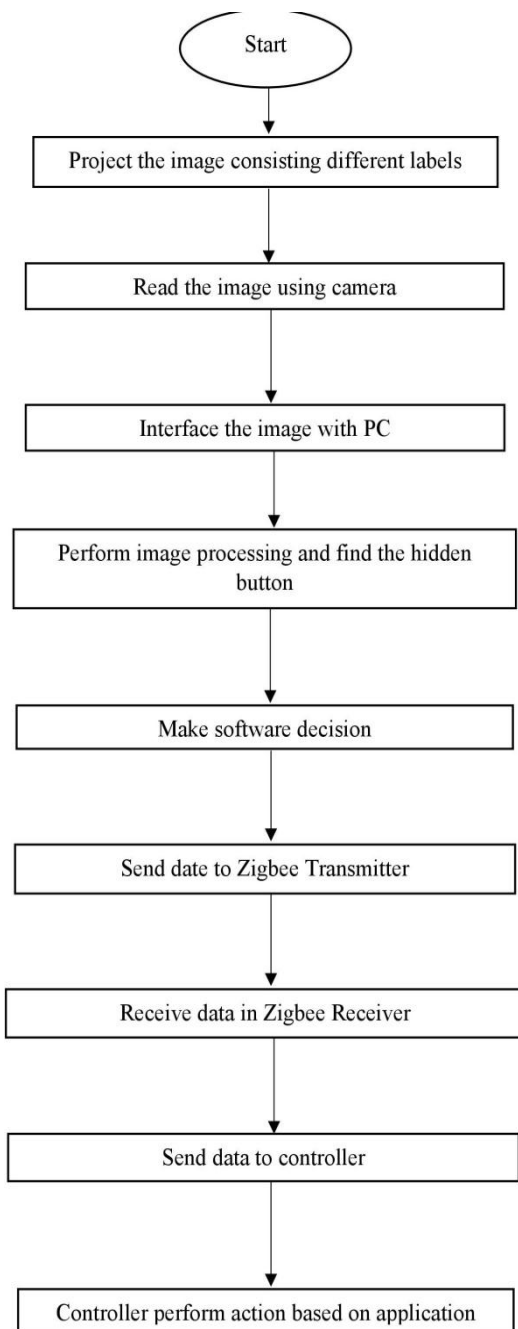 Start
Project the image consisting different labels
Read the image using camera
Interface the image with PC
Perform image processing and find the hidden
button
Make software decision
Send date to Zigbee Transmitter
Receive data in Zigbee Receiver
Send data to controller
Controller perform action based on application